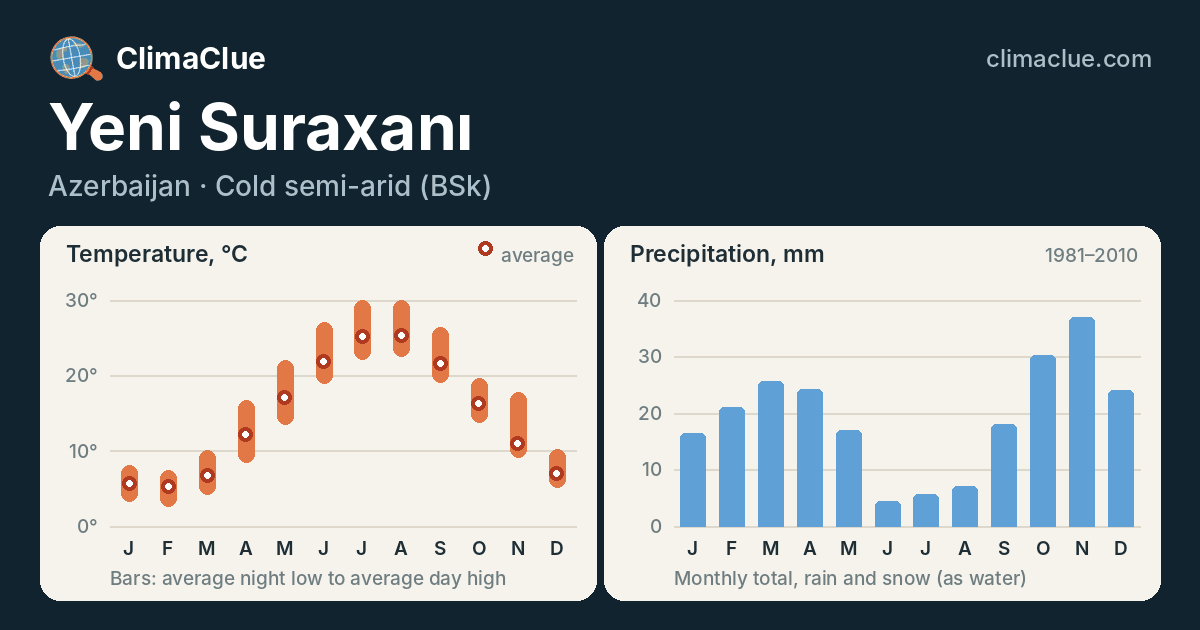 ClimaClue
climaclue.com
Yeni Suraxanı
Azerbaijan · Cold semi-arid (BSk)
Temperature, °C
average
30°
20°
10°
0°
J F M A M J J A S O N D
Bars: average night low to average day high
Precipitation, mm
1981–2010
40
30
20
10
0
J F M A M J J A S O N D
Monthly total, rain and snow (as water)